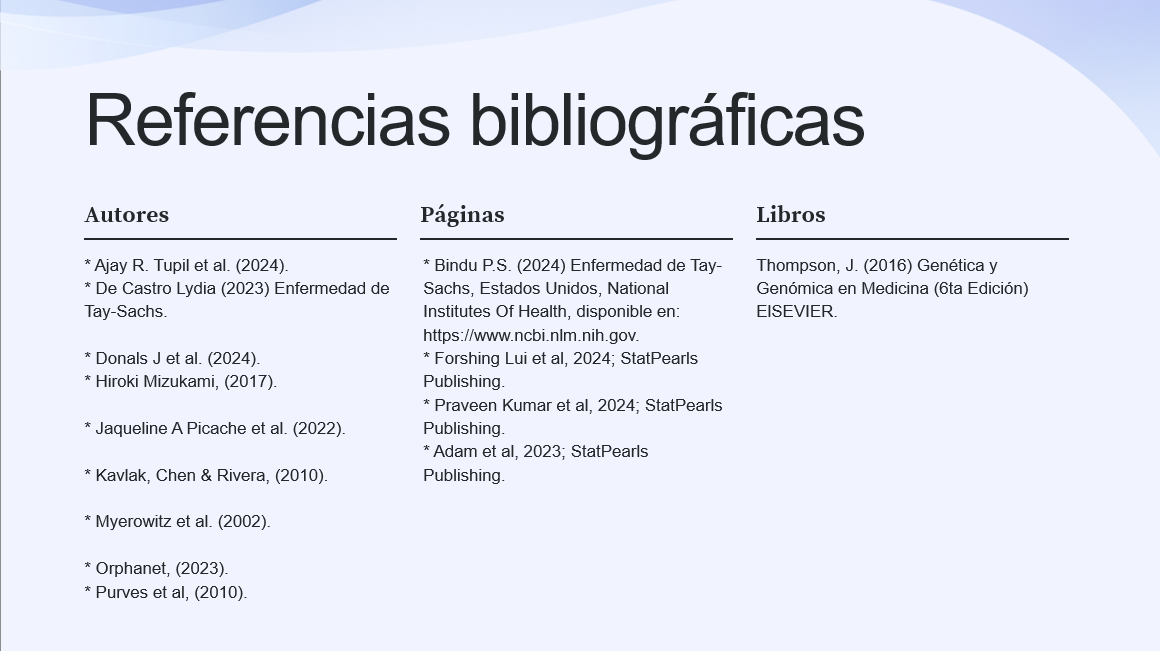 Referencias bibliográficas
Autores
* Ajay R. Tupil et al. (2024).
* De Castro Lydia (2023) Enfermedad de
Tay-Sachs.
* Donals J et al. (2024).
* Hiroki Mizukami, (2017).
* Jaqueline A Picache et al. (2022).
* Kavlak, Chen & Rivera, (2010).
* Myerowitz et al. (2002).
* Orphanet, (2023).
* Purves et al, (2010).
Páginas
* Bindu P.S. (2024) Enfermedad de Tay-
Sachs, Estados Unidos, National
Institutes Of Health, disponible en:
https://www.ncbi.nlm.nih.gov.
* Forshing Lui et al, 2024; StatPearls
Publishing.
* Praveen Kumar et al, 2024; StatPearls
Publishing.
* Adam et al, 2023; StatPearls
Publishing.
Libros
Thompson, J. (2016) Genética y
Genómica en Medicina (6ta Edición)
ElSEVIER.